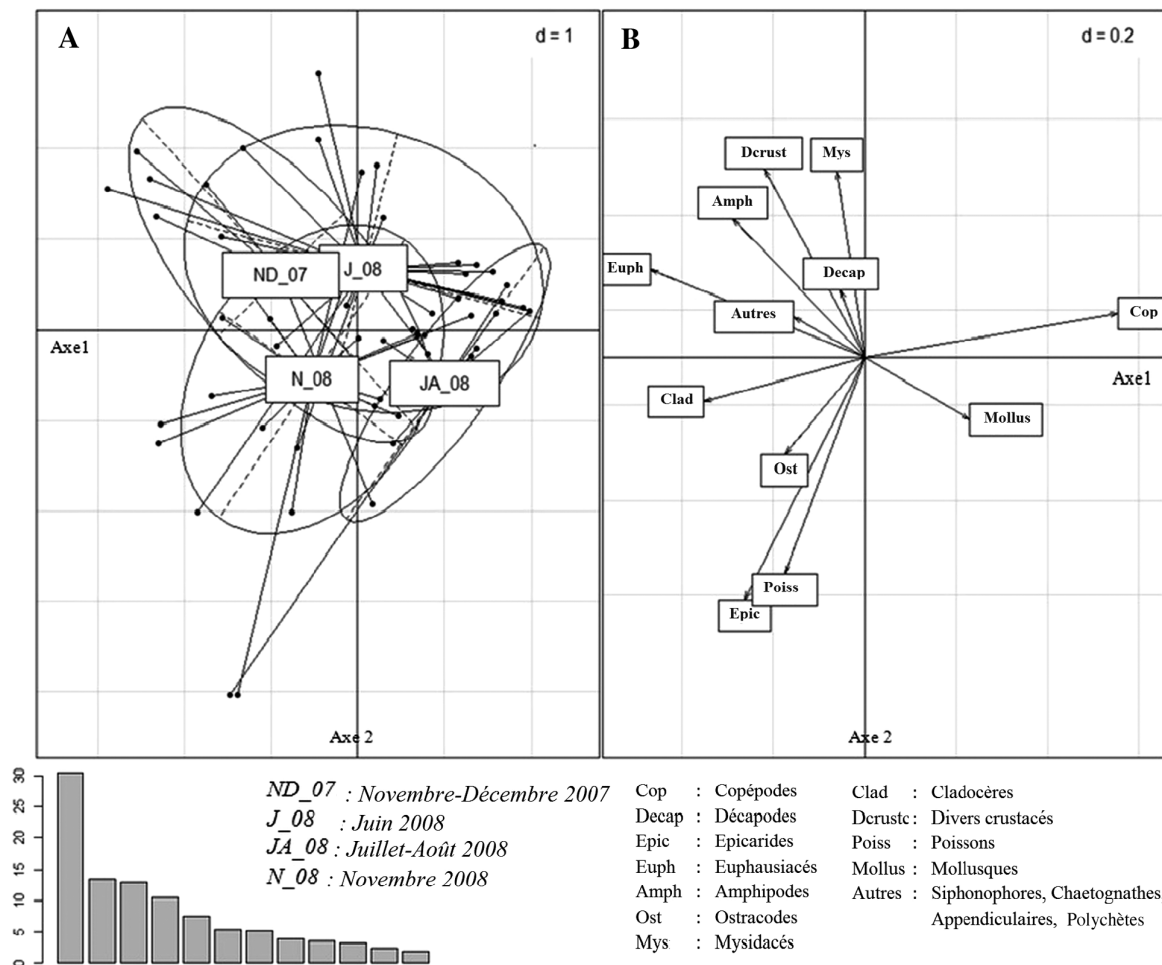 A
d = 1
ND_07
J_08
Axe1
N_08
JA_08
Axe 2
B
d = 0.2
Dcrust
Mys
Amph
Euph
Decap
Autres
Cop
Axe1
Clad
Mollus
Ost
Poiss
Epic
Axe 2
30
25
20
15
10
5
0
ND_07 : Novembre-Décembre 2007
J_08 : Juin 2008
JA_08 : Juillet-Août 2008
N_08 : Novembre 2008
Cop : Copépodes
Decap : Décapodes
Epic : Epicarides
Euph : Euphausiacés
Amph : Amphipodes
Ost : Ostracodes
Mys : Mysidacés
Clad : Cladocères
Dcrustc : Divers crustacés
Poiss : Poissons
Mollus : Mollusques
Autres : Siphonophores, Chaetognathes
Appendiculaires, Polychètes